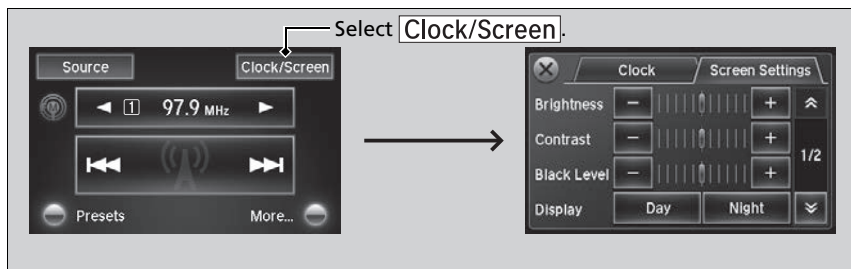 Select Clock/Screen.
Source
Clock/Screen
1 97.9 MHz
Presets
More...
Clock
Screen Settings
Brightness - +
Contrast - +
1/2
Black Level - +
Display
Day
Night